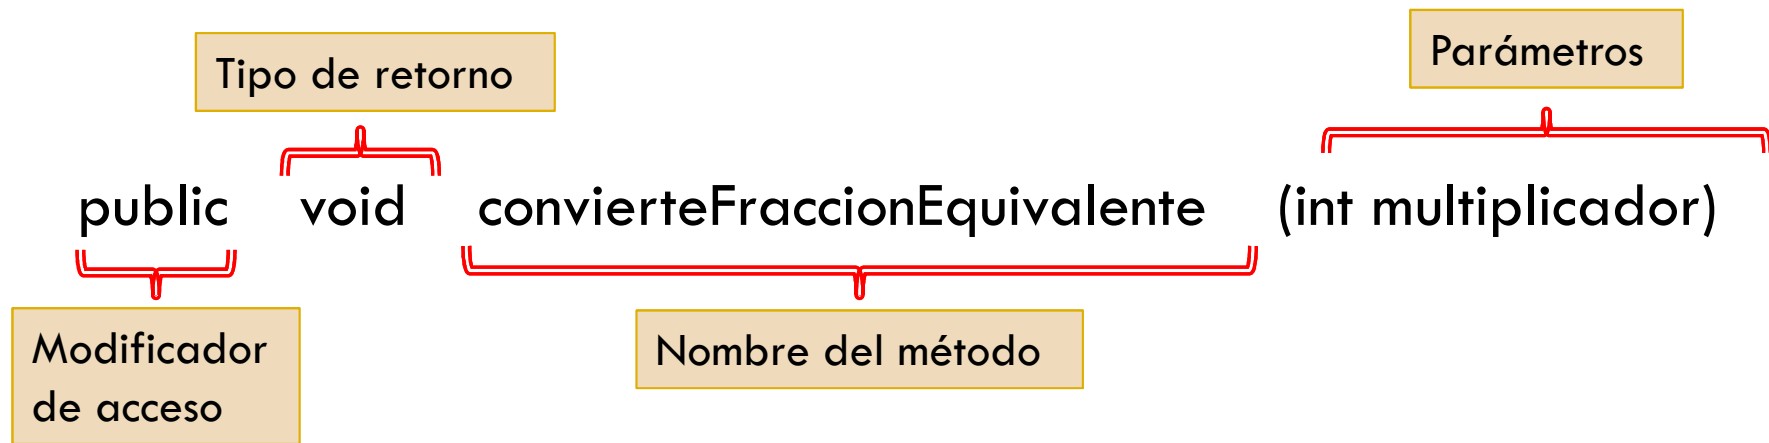 Tipo de retorno
Parámetros
public void convierteFraccionEquivalente (int multiplicador)
Modificador
de acceso
Nombre del método